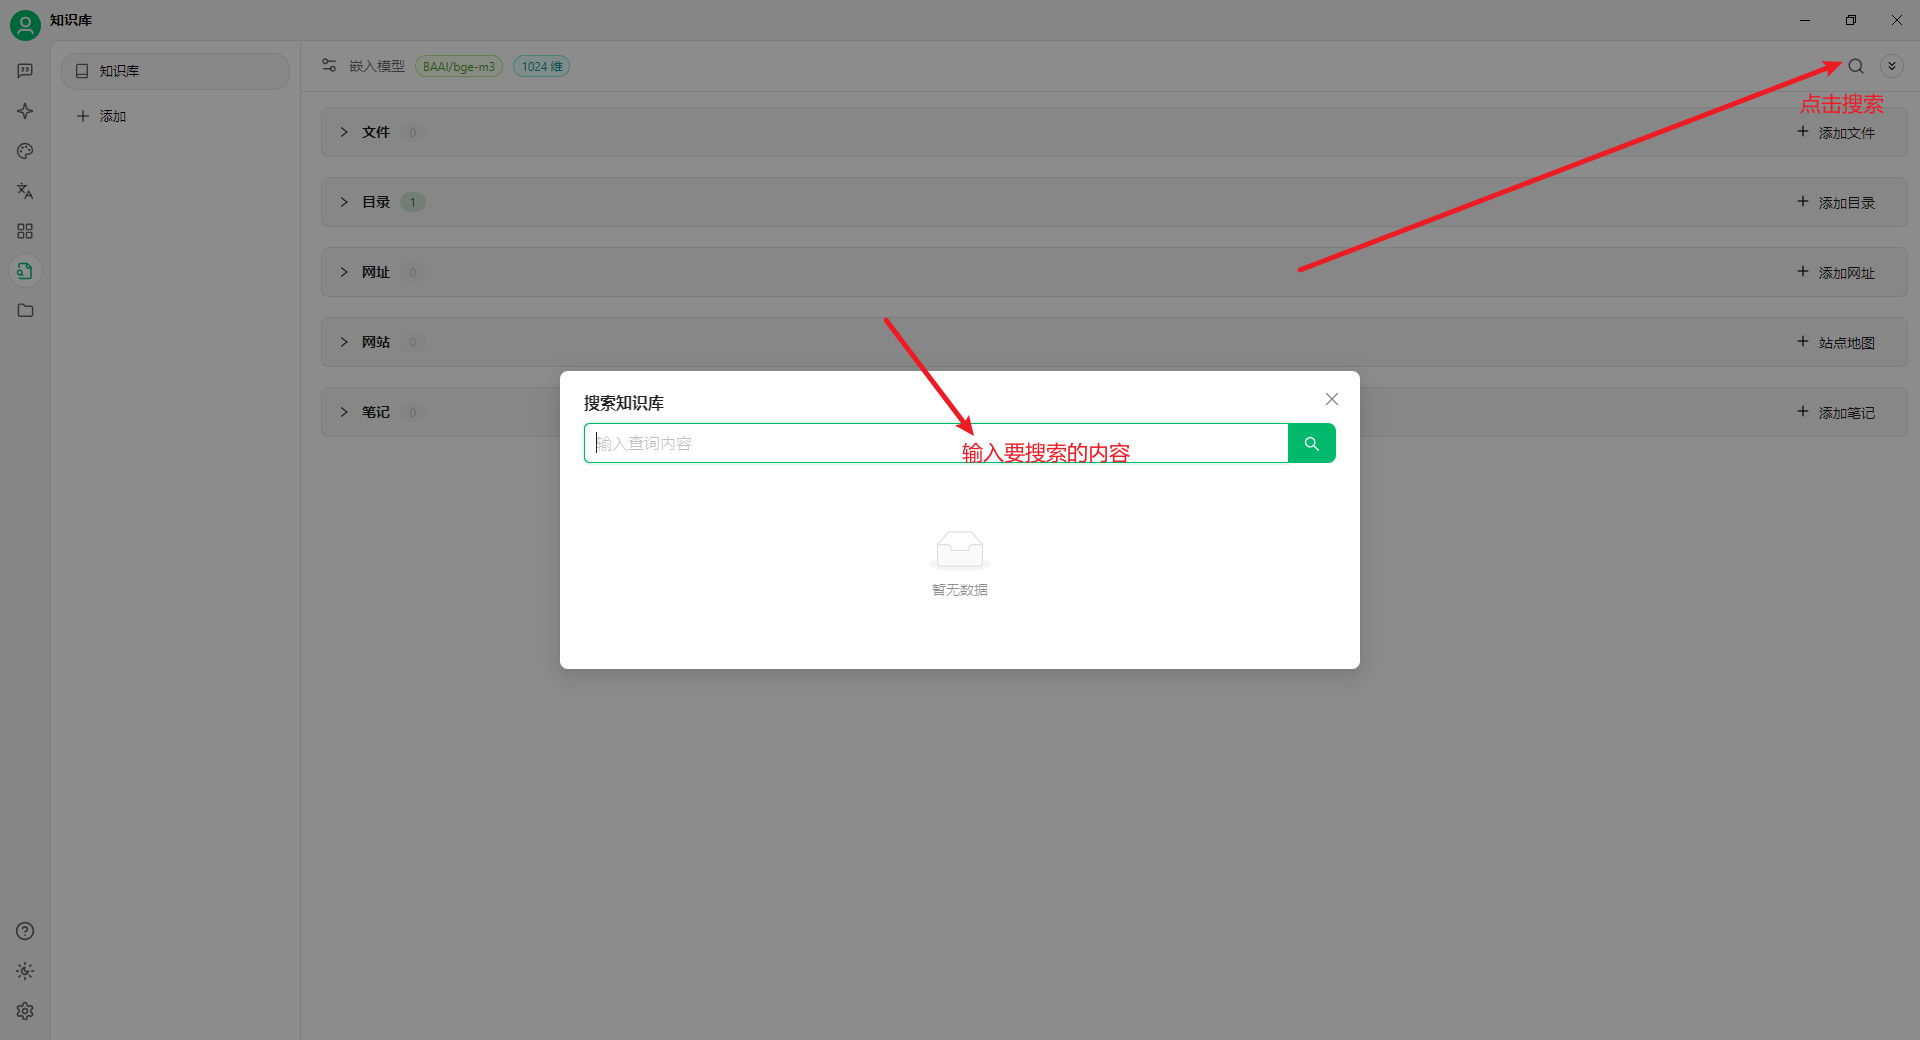 知识库
知识库
添加
嵌入模型 BAAI/bge-m3 1024 维
点击搜索
文件 0 添加文件
目录 1 添加目录
网址 0 添加网址
网站 0 站点地图
笔记 0 添加笔记
搜索知识库
输入查询内容
输入要搜索的内容
暂无数据